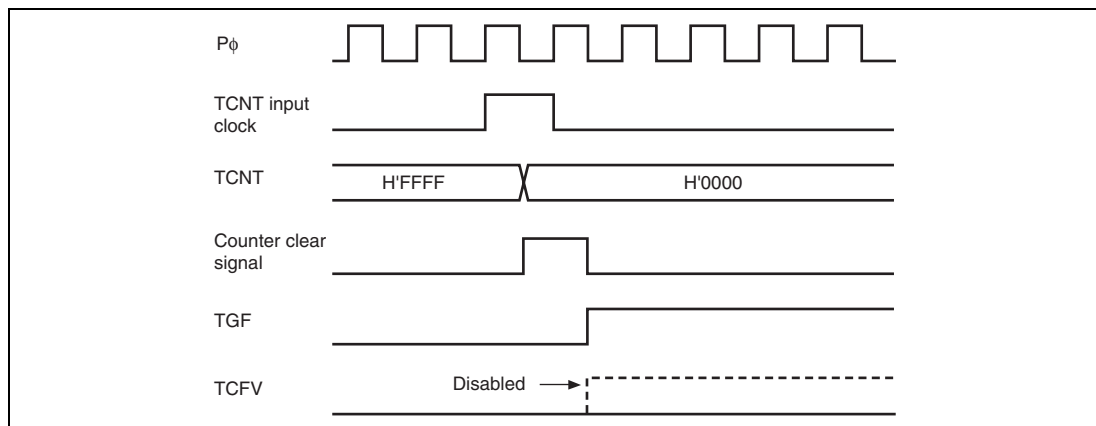 Pϕ
TCNT input
clock
TCNT
H'FFFF
H'0000
Counter clear
signal
TGF
TCFV
Disabled